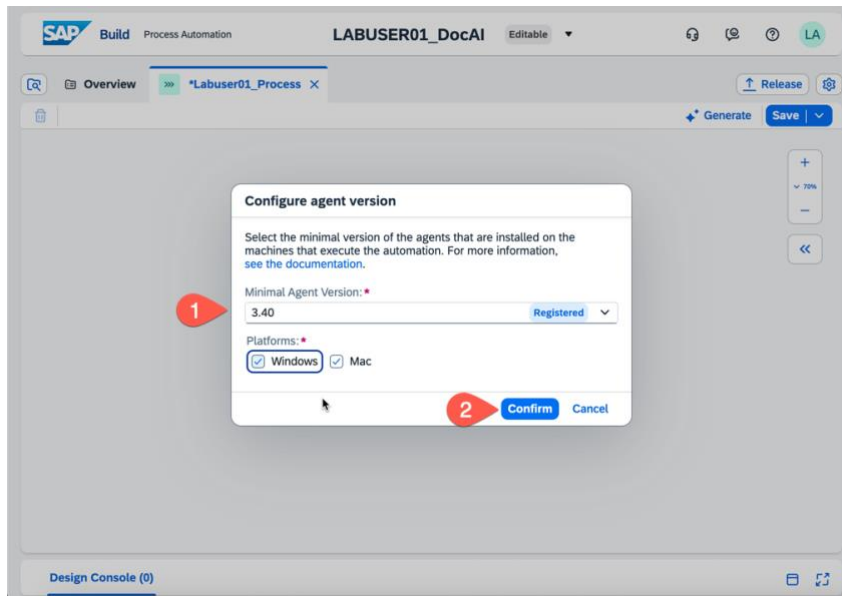 SAP Build Process Automation LABUSER01_DocAI Editable LA
Overview *Labuser01_Process Release
Generate Save
Configure agent version
Select the minimal version of the agents that are installed on the
machines that execute the automation. For more information,
see the documentation.
Minimal Agent Version:*
1
3.40 Registered
Platforms:*
Windows Mac
2
Confirm Cancel
70%
Design Console (0)